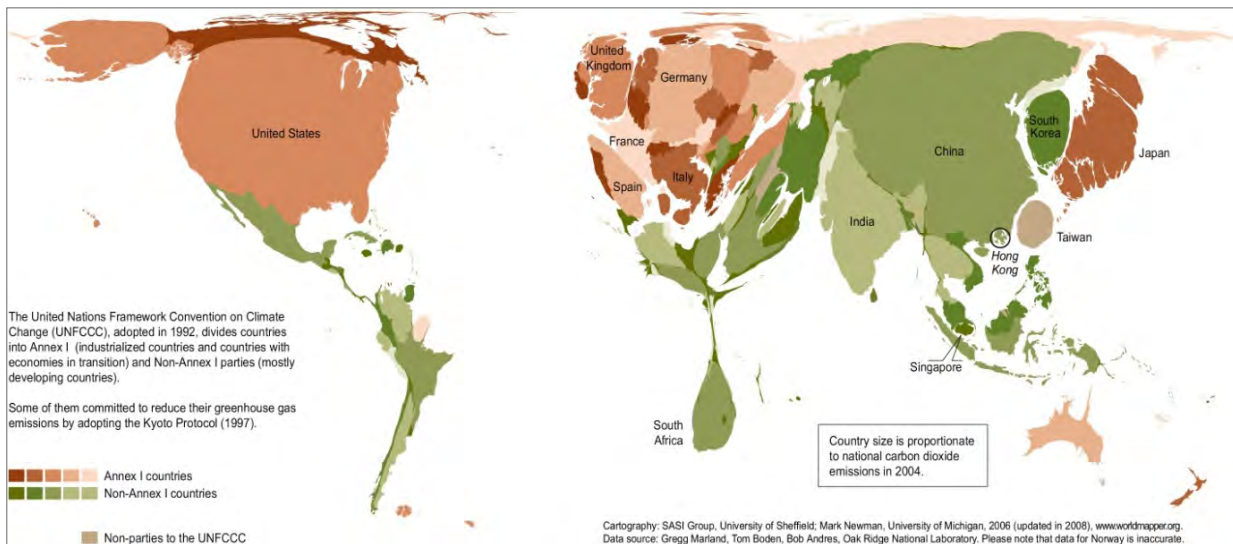 United States
United
Kingdom
Germany
France
Spain
Italy
China
South
Korea
Japan
India
Taiwan
Hong
Kong
Singapore
South
Africa
The United Nations Framework Convention on Climate
Change (UNFCCC), adopted in 1992, divides countries
into Annex I (industrialized countries and countries with
economies in transition) and Non-Annex I parties (mostly
developing countries).
Some of them committed to reduce their greenhouse gas
emissions by adopting the Kyoto Protocol (1997).
Annex I countries
Non-Annex I countries
Non-parties to the UNFCCC
Country size is proportionate
to national carbon dioxide
emissions in 2004.
Cartography: SASI Group, University of Sheffield; Mark Newman, University of Michigan, 2006 (updated in 2008), www.worldmapper.org.
Data source: Gregg Marland, Tom Boden, Bob Andres, Oak Ridge National Laboratory. Please note that data for Norway is inaccurate.